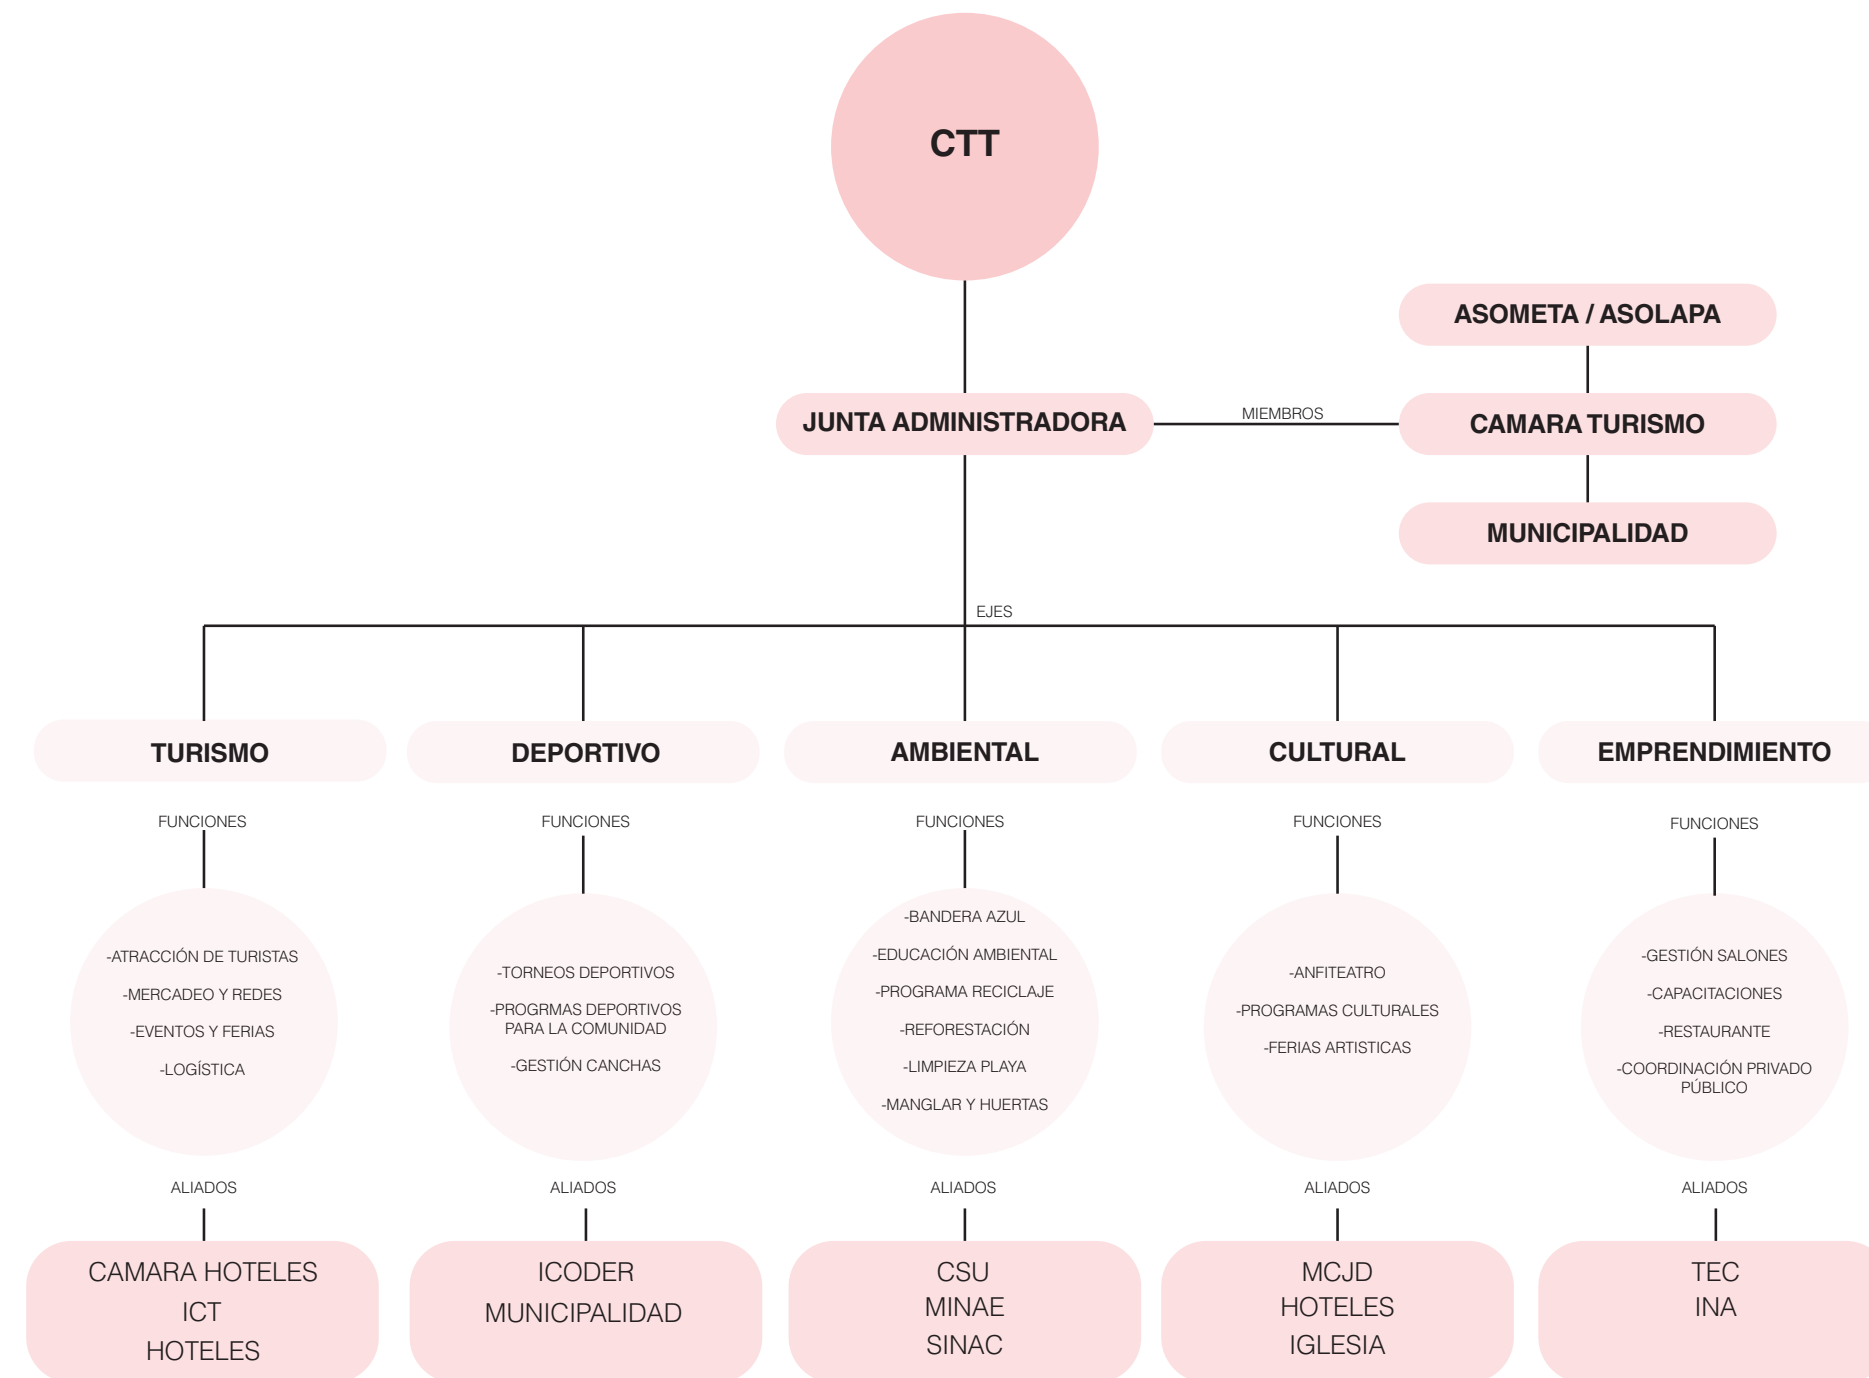 CTT
ASOMETA / ASOLAPA
JUNTA ADMINISTRADORA
MIEMBROS
CAMARA TURISMO
MUNICIPALIDAD
EJES
TURISMO
DEPORTIVO
AMBIENTAL
CULTURAL
EMPRENDIMIENTO
FUNCIONES
FUNCIONES
FUNCIONES
FUNCIONES
FUNCIONES
-ATRACCIÓN DE TURISTAS
-MERCADEO Y REDES
-EVENTOS Y FERIAS
-LOGÍSTICA
-TORNEOS DEPORTIVOS
-PROGRMAS DEPORTIVOS
PARA LA COMUNIDAD
-GESTIÓN CANCHAS
-BANDERA AZUL
-EDUCACIÓN AMBIENTAL
-PROGRAMA RECICLAJE
-REFORESTACIÓN
-LIMPIEZA PLAYA
-MANGLAR Y HUERTAS
-ANFITEATRO
-PROGRAMAS CULTURALES
-FERIAS ARTISTICAS
-GESTIÓN SALONES
-CAPACITACIONES
-RESTAURANTE
-COORDINACIÓN PRIVADO
PÚBLICO
ALIADOS
ALIADOS
ALIADOS
ALIADOS
ALIADOS
CAMARA HOTELES
ICT
HOTELES
ICODER
MUNICIPALIDAD
CSU
MINAE
SINAC
MCJD
HOTELES
IGLESIA
TEC
INA